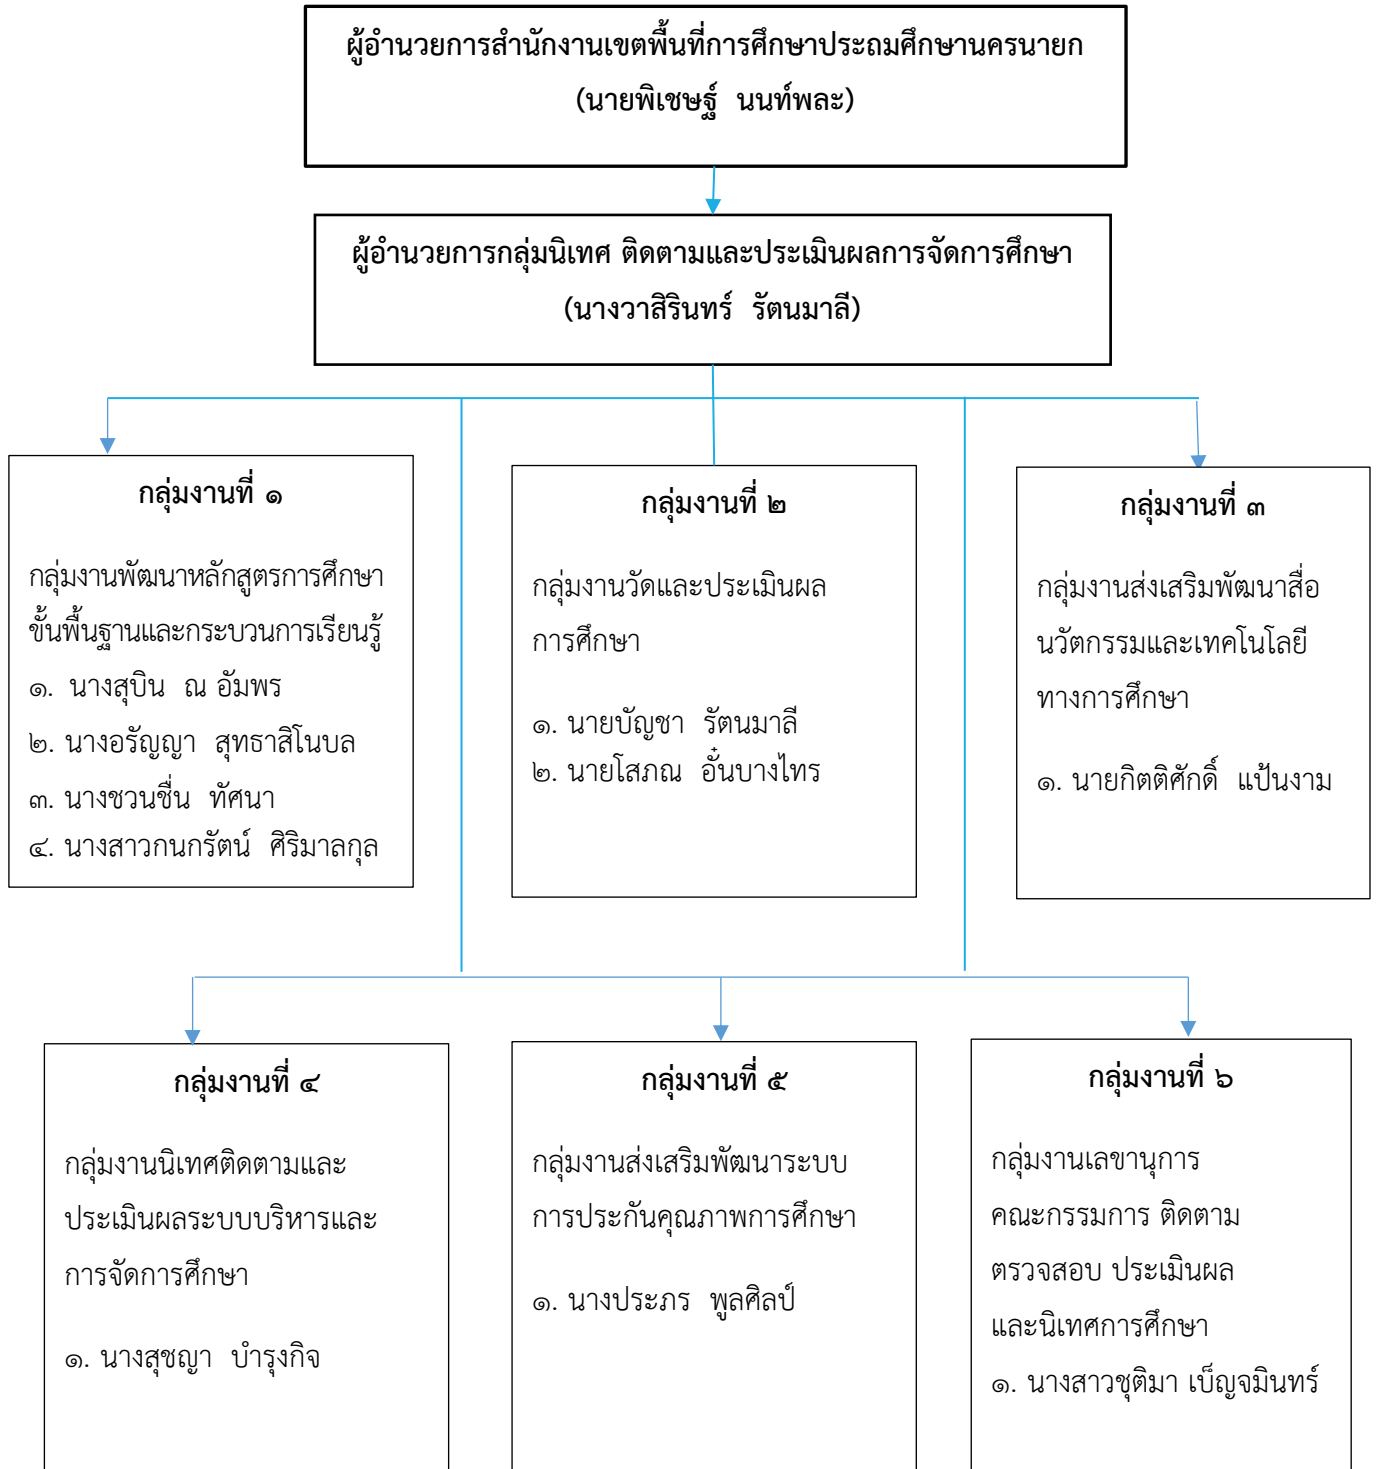 ผู้อำนวยการสำนักงานเขตพื้นที่การศึกษาประถมศึกษานครนายก
(นายพิเชษฐ์ นนท์พละ)
ผู้อำนวยการกลุ่มนิเทศ ติดตามและประเมินผลการจัดการศึกษา
(นางวาสิรินทร์ รัตนมาลี)
กลุ่มงานที่ ๑
กลุ่มงานพัฒนาหลักสูตรการศึกษา
ขั้นพื้นฐานและกระบวนการเรียนรู้
๑. นางสุบิน ณ อัมพร
๒. นางอรัญญา สุทธาสิโนบล
๓. นางชวนชื่น ทัศนา
๔. นางสาวกนกรัตน์ ศิริมาลกุล
กลุ่มงานที่ ๒
กลุ่มงานวัดและประเมินผล
การศึกษา
๑. นายบัญชา รัตนมาลี
๒. นายโสภณ อั๋นบางไทร
กลุ่มงานที่ ๓
กลุ่มงานส่งเสริมพัฒนาสื่อ
นวัตกรรมและเทคโนโลยี
ทางการศึกษา
๑. นายกิตติศักดิ์ แป้นงาม
กลุ่มงานที่ ๔
กลุ่มงานนิเทศติดตามและ
ประเมินผลระบบบริหารและ
การจัดการศึกษา
๑. นางสุชญา บำรุงกิจ
กลุ่มงานที่ ๕
กลุ่มงานส่งเสริมพัฒนาระบบ
การประกันคุณภาพการศึกษา
๑. นางประภร พูลศิลป์
กลุ่มงานที่ ๖
กลุ่มงานเลขานุการ
คณะกรรมการ ติดตาม
ตรวจสอบ ประเมินผล
และนิเทศการศึกษา
๑. นางสาวชุติมา เบ็ญจมินทร์